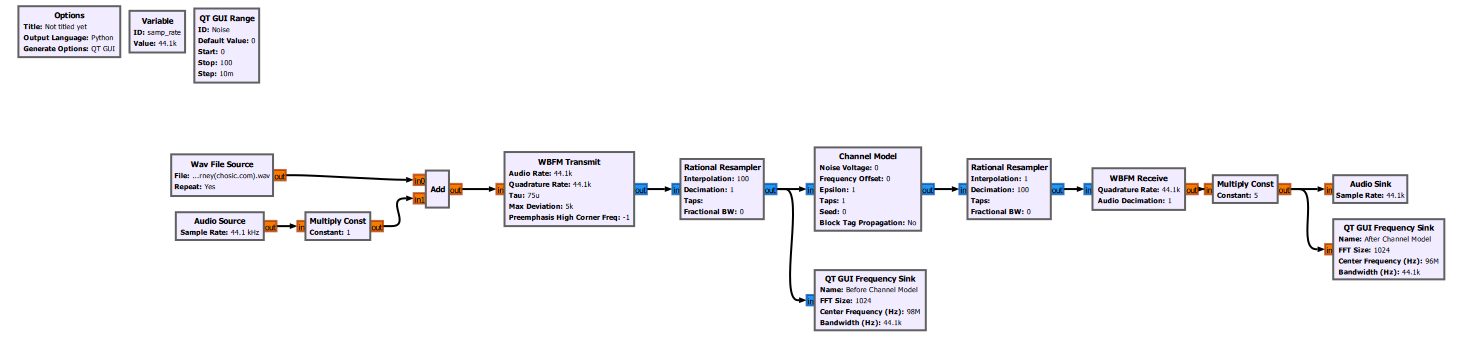 Options
Title: Not titled yet
Output Language: Python
Generate Options: QT GUI
Variable
ID: samp_rate
Value: 44.1k
QT GUI Range
ID: Noise
Default Value: 0
Start: 0
Stop: 100
Step: 10m
Wav File Source
File: ...rney(chosic.com).wav
Repeat: Yes
out
Audio Source
Sample Rate: 44.1 kHz
out
in
Multiply Const
Constant: 1
out
in0
in1
Add
out
in
WBFM Transmit
Audio Rate: 44.1k
Quadrature Rate: 44.1k
Tau: 75u
Max Deviation: 5k
Preemphasis High Corner Freq: -1
out
in
Rational Resampler
Interpolation: 100
Decimation: 1
Taps:
Fractional BW: 0
out
in
Channel Model
Noise Voltage: 0
Frequency Offset: 0
Epsilon: 1
Taps: 1
Seed: 0
Block Tag Propagation: No
out
in
QT GUI Frequency Sink
Name: Before Channel Model
FFT Size: 1024
Center Frequency (Hz): 98M
Bandwidth (Hz): 44.1k
in
Rational Resampler
Interpolation: 1
Decimation: 100
Taps:
Fractional BW: 0
out
in
WBFM Receive
Quadrature Rate: 44.1k
Audio Decimation: 1
out
in
Multiply Const
Constant: 5
out
in
Audio Sink
Sample Rate: 44.1k
in
QT GUI Frequency Sink
Name: After Channel Model
FFT Size: 1024
Center Frequency (Hz): 96M
Bandwidth (Hz): 44.1k